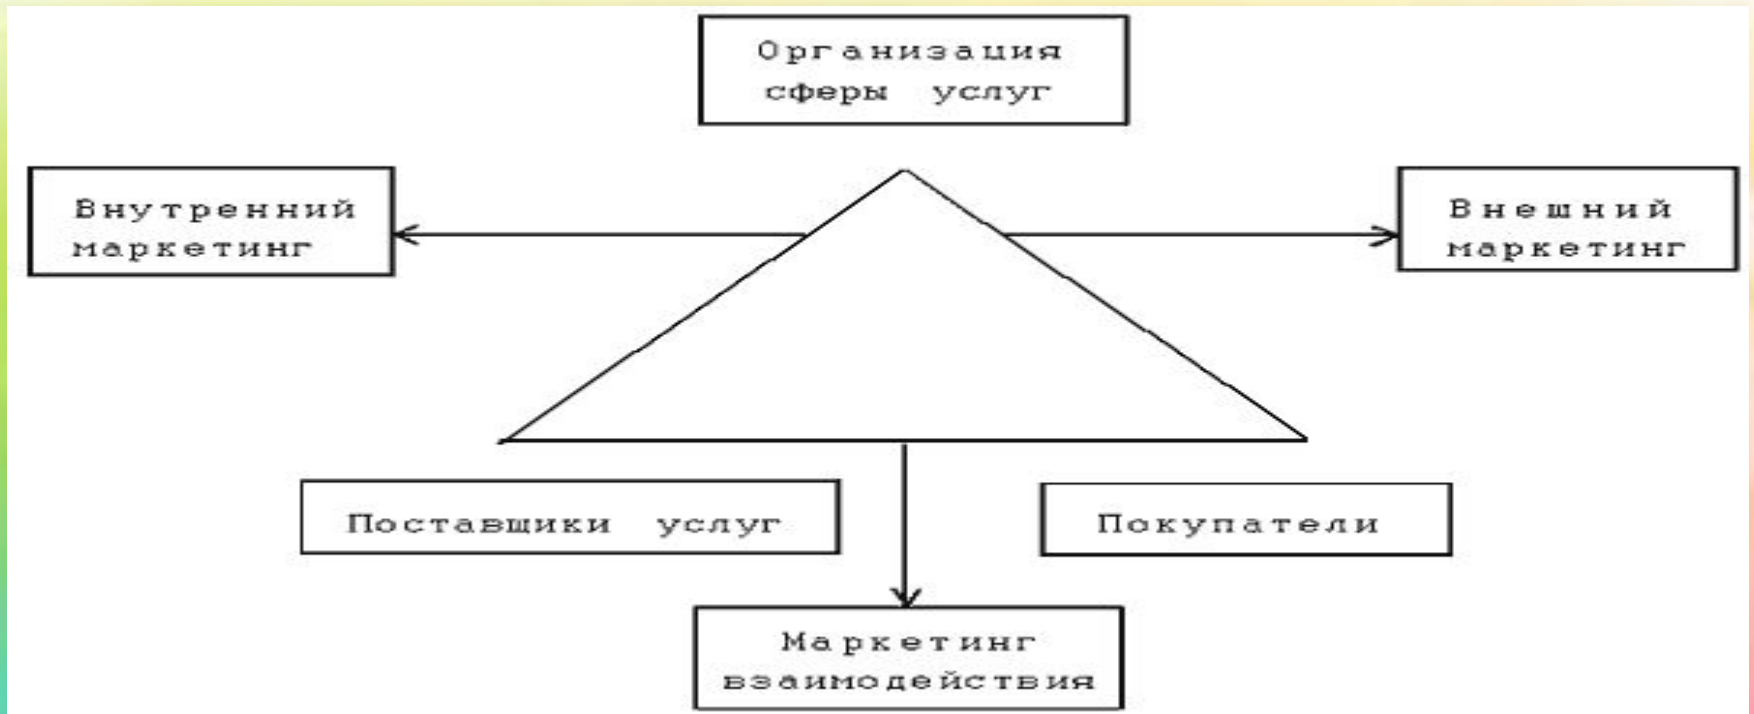 Организация
сферы услуг
Внутренний
маркетинг
Внешний
маркетинг
Поставщики услуг
Покупатели
Маркетинг
взаимодействия